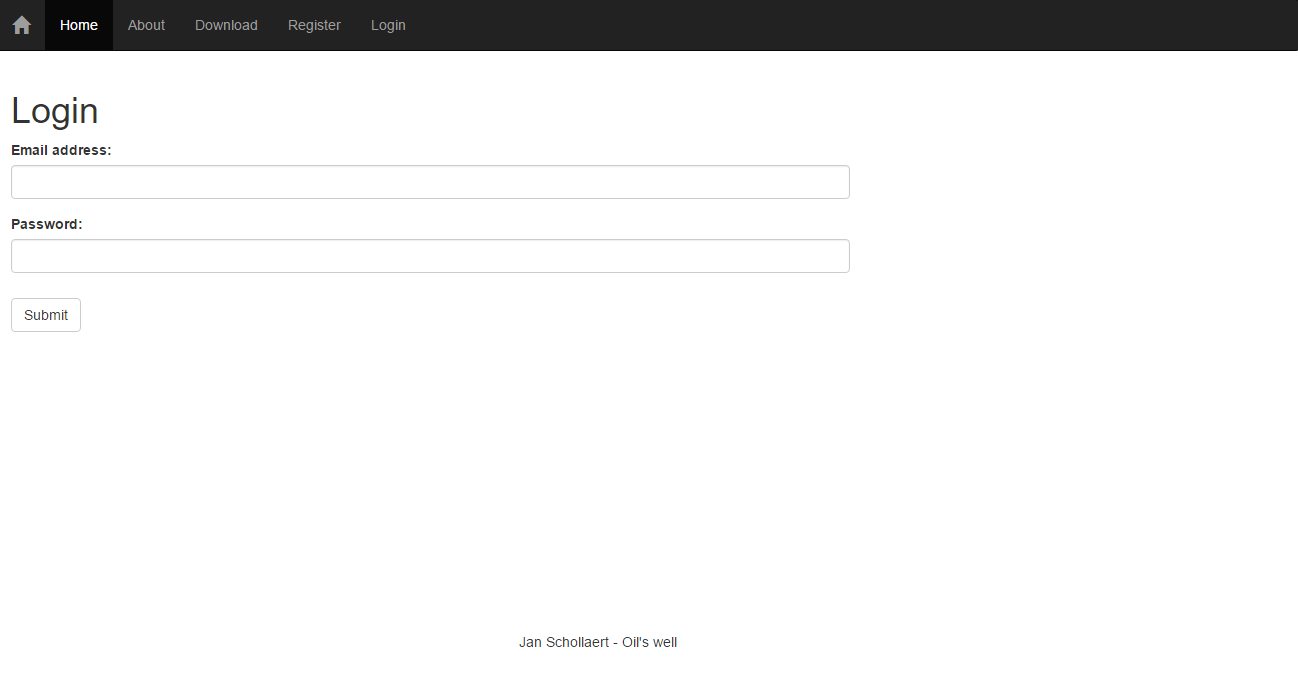 Home About Download Register Login
Login
Email address:
Password:
Submit
Jan Schollaert - Oil's well